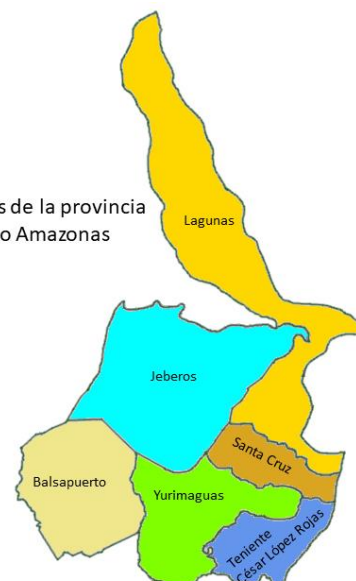 s de la provincia
o Amazonas
Lagunas
Jeberos
Santa Cruz
Balsapuerto
Yurimaguas
Teniente
César López Rojas